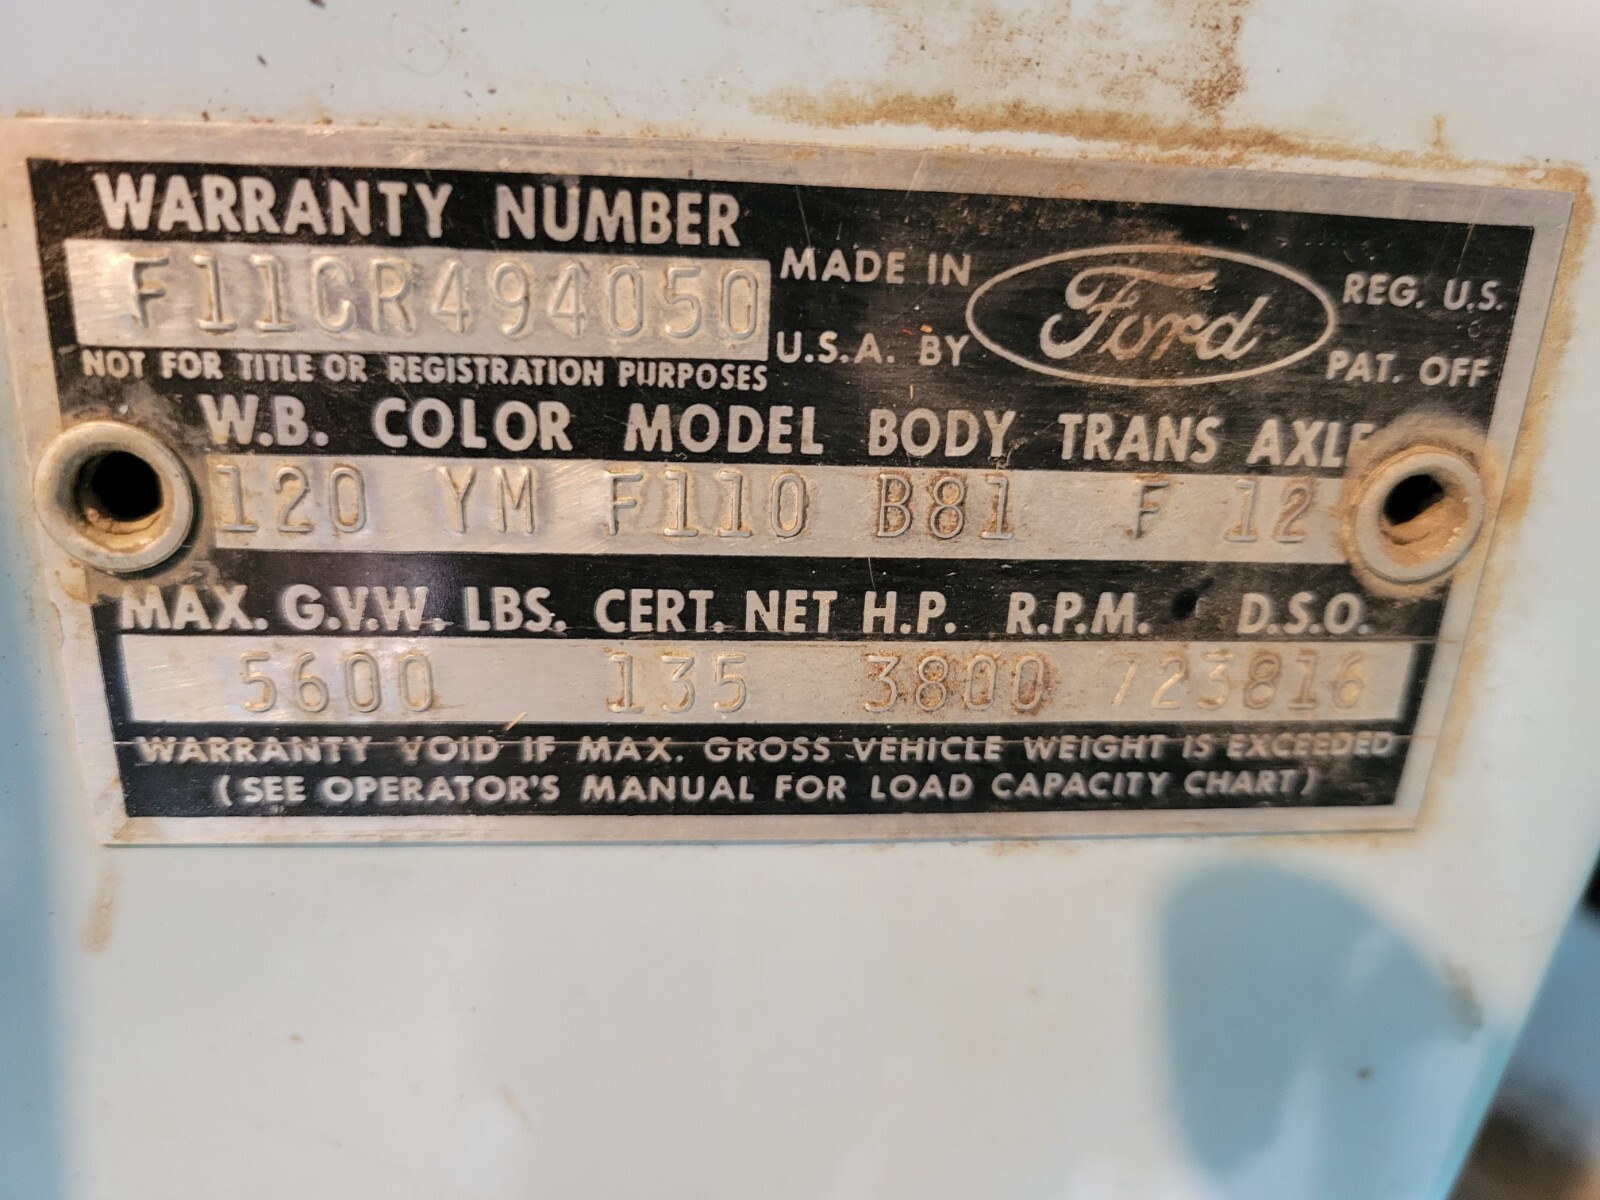 WARRANTY NUMBER
F11CR494050
NOT FOR TITLE OR REGISTRATION PURPOSES
MADE IN
U.S.A. BY
Ford
REG. U.S.
PAT. OFF
W.B. COLOR MODEL BODY TRANS AXLE
120 YM F110 B81 F 12
MAX. G.V.W. LBS. CERT. NET H.P. R.P.M. D.S.O.
5600 135 3800 723816
WARRANTY VOID IF MAX. GROSS VEHICLE WEIGHT IS EXCEEDED
(SEE OPERATOR'S MANUAL FOR LOAD CAPACITY CHART)